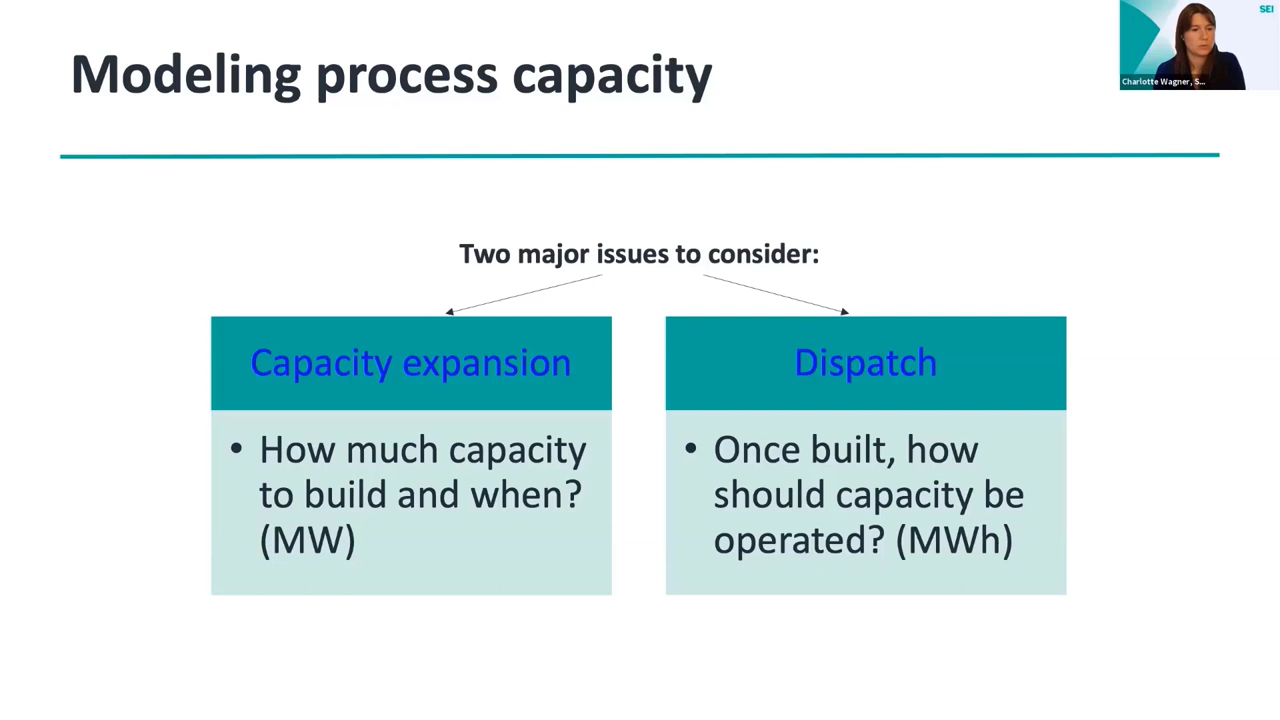 Modeling process capacity
SEI
Charlotte Wagner, S...
Two major issues to consider:
Capacity expansion
• How much capacity
to build and when?
(MW)
Dispatch
• Once built, how
should capacity be
operated? (MWh)